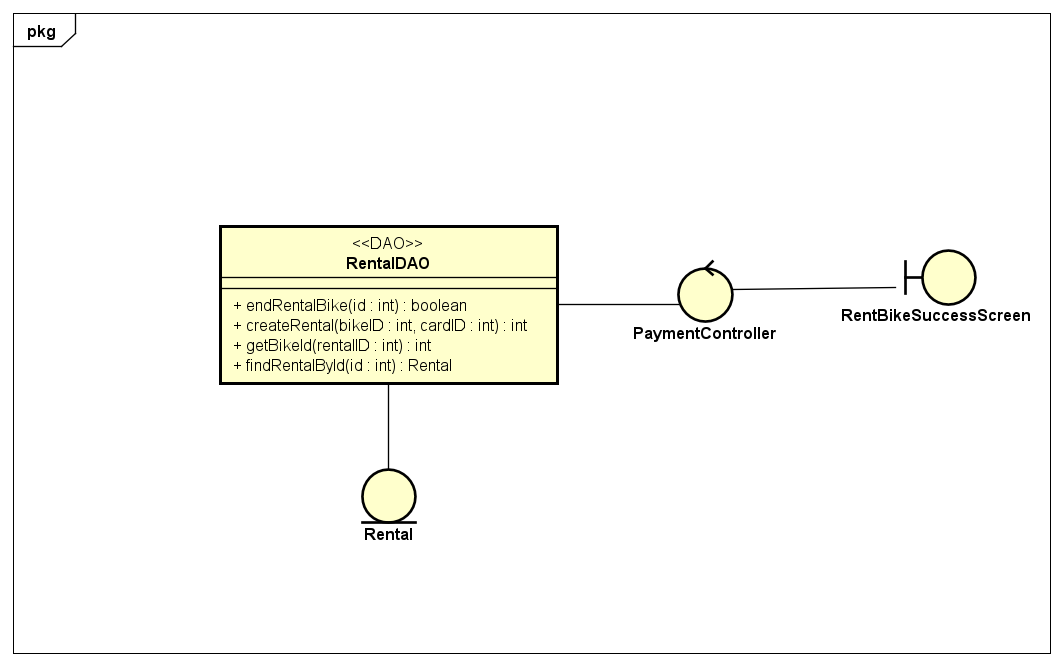 pkg
<<DAO>>
RentalDAO
+ endRentalBike(id : int) : boolean
+ createRental(bikeID : int, cardID : int) : int
+ getBikeId(rentalID : int) : int
+ findRentalById(id : int) : Rental
PaymentController
RentBikeSuccessScreen
Rental